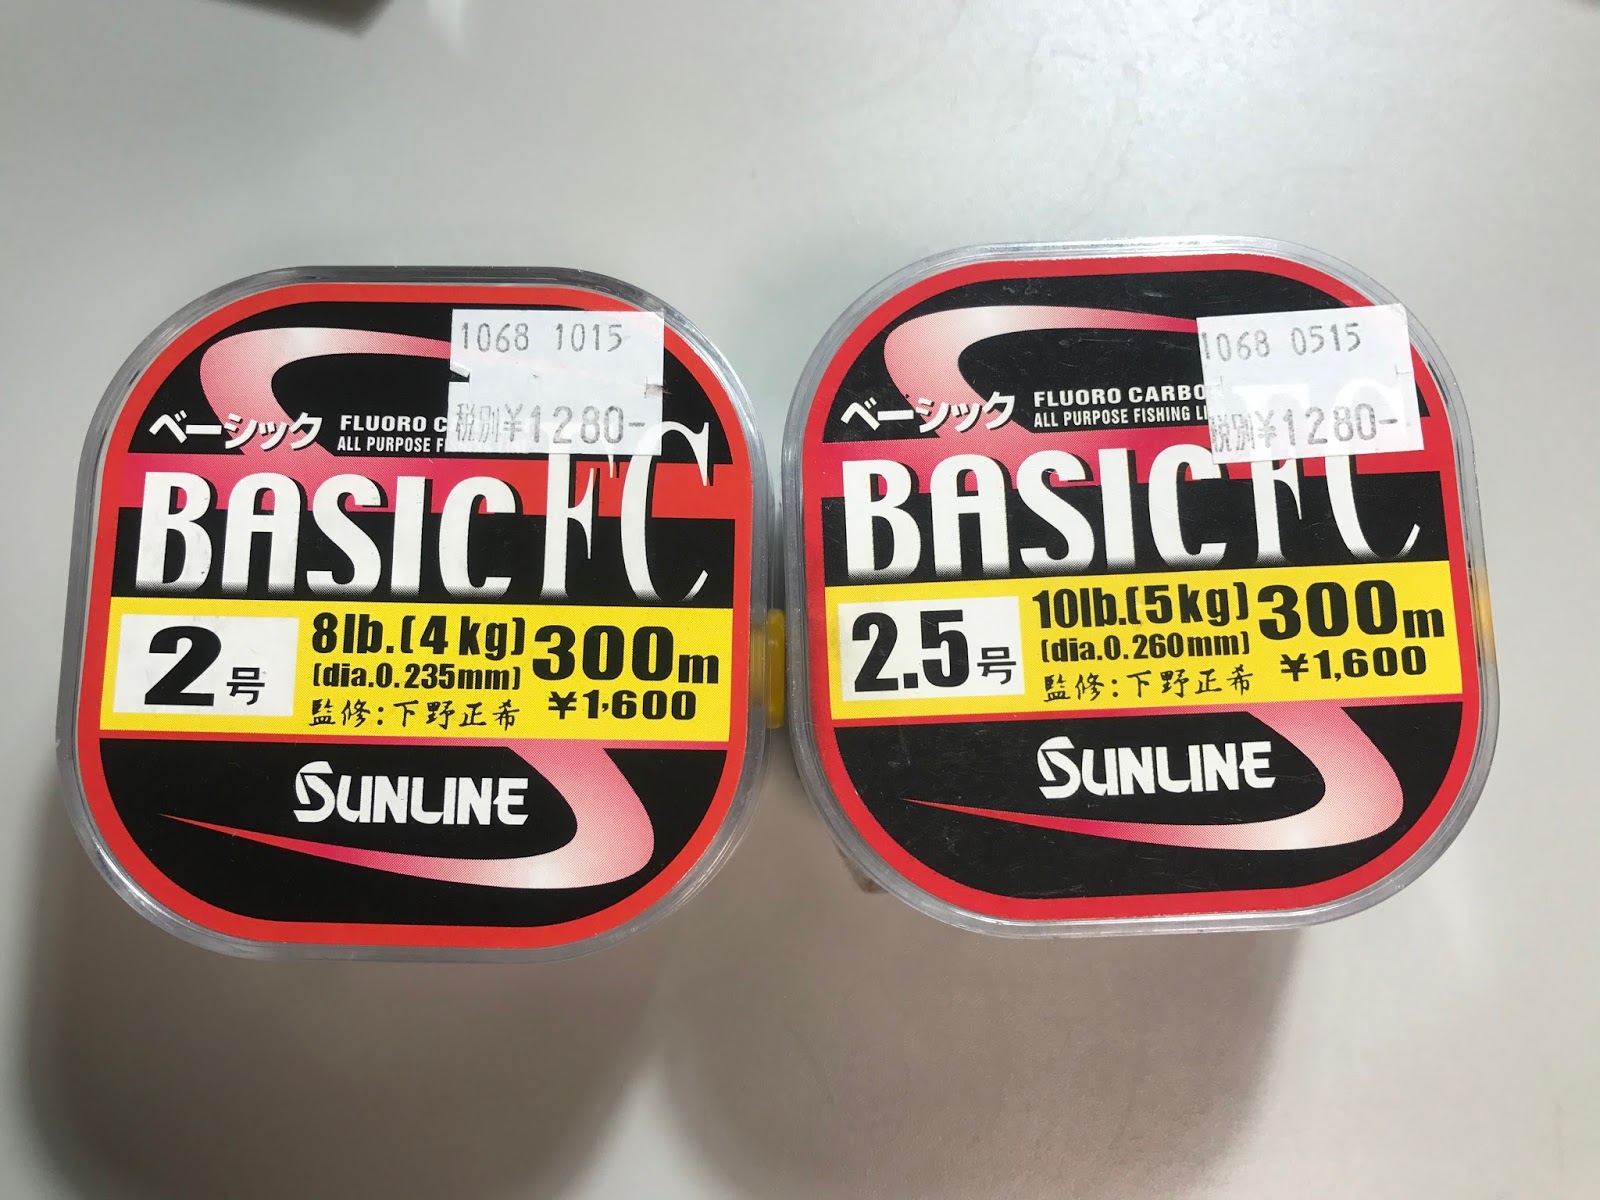 1068 1015
税別¥1280-
ベーシック
FLUORO C
ALL PURPOSE F
BASIC FC
2号
8lb.(4kg)
(dia.0.235mm)
300m
¥1,600
監修:下野正希
SUNLINE
1068 0515
税別¥1280-
ベーシック
FLUORO CARBO
ALL PURPOSE FISHING LI
BASIC FC
2.5号
10lb.(5kg)
(dia.0.260mm)
300m
¥1,600
監修:下野正希
SUNLINE